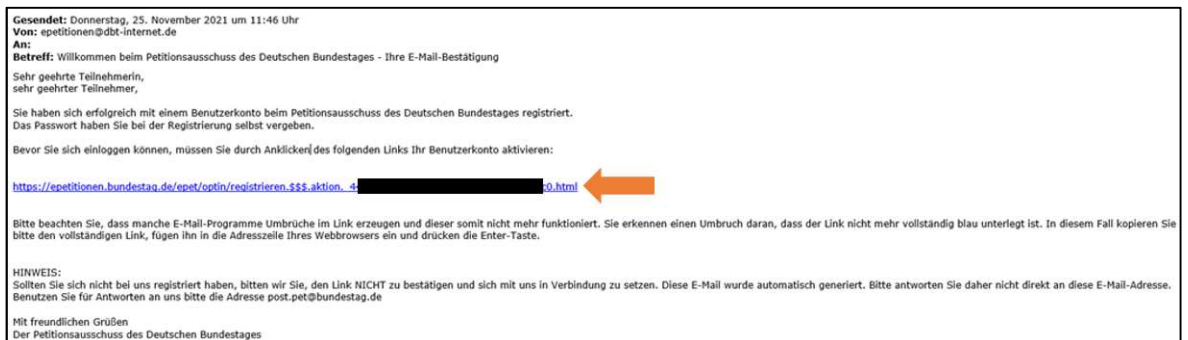 Gesendet: Donnerstag, 25. November 2021 um 11:46 Uhr
Von: epetitionen@dbt-internet.de
An:
Betreff: Willkommen beim Petitionsausschuss des Deutschen Bundestages - Ihre E-Mail-Bestätigung
Sehr geehrte Teilnehmerin,
sehr geehrter Teilnehmer,
Sie haben sich erfolgreich mit einem Benutzerkonto beim Petitionsausschuss des Deutschen Bundestages registriert.
Das Passwort haben Sie bei der Registrierung selbst vergeben.
Bevor Sie sich einloggen können, müssen Sie durch Anklicken des folgenden Links Ihr Benutzerkonto aktivieren:
https://epetitionen.bundestag.de/epet/optin/registrieren.$$$.aktion._4 0.html
Bitte beachten Sie, dass manche E-Mail-Programme Umbrüche im Link erzeugen und dieser somit nicht mehr funktioniert. Sie erkennen einen Umbruch daran, dass der Link nicht mehr vollständig blau unterlegt ist. In diesem Fall kopieren Sie
bitte den vollständigen Link, fügen ihn in die Adresszeile Ihres Webbrowsers ein und drücken die Enter-Taste.
HINWEIS:
Sollten Sie sich nicht bei uns registriert haben, bitten wir Sie, den Link NICHT zu bestätigen und sich mit uns in Verbindung zu setzen. Diese E-Mail wurde automatisch generiert. Bitte antworten Sie daher nicht direkt an diese E-Mail-Adresse.
Benutzen Sie für Antworten an uns bitte die Adresse post.pet@bundestag.de
Mit freundlichen Grüßen
Der Petitionsausschuss des Deutschen Bundestages